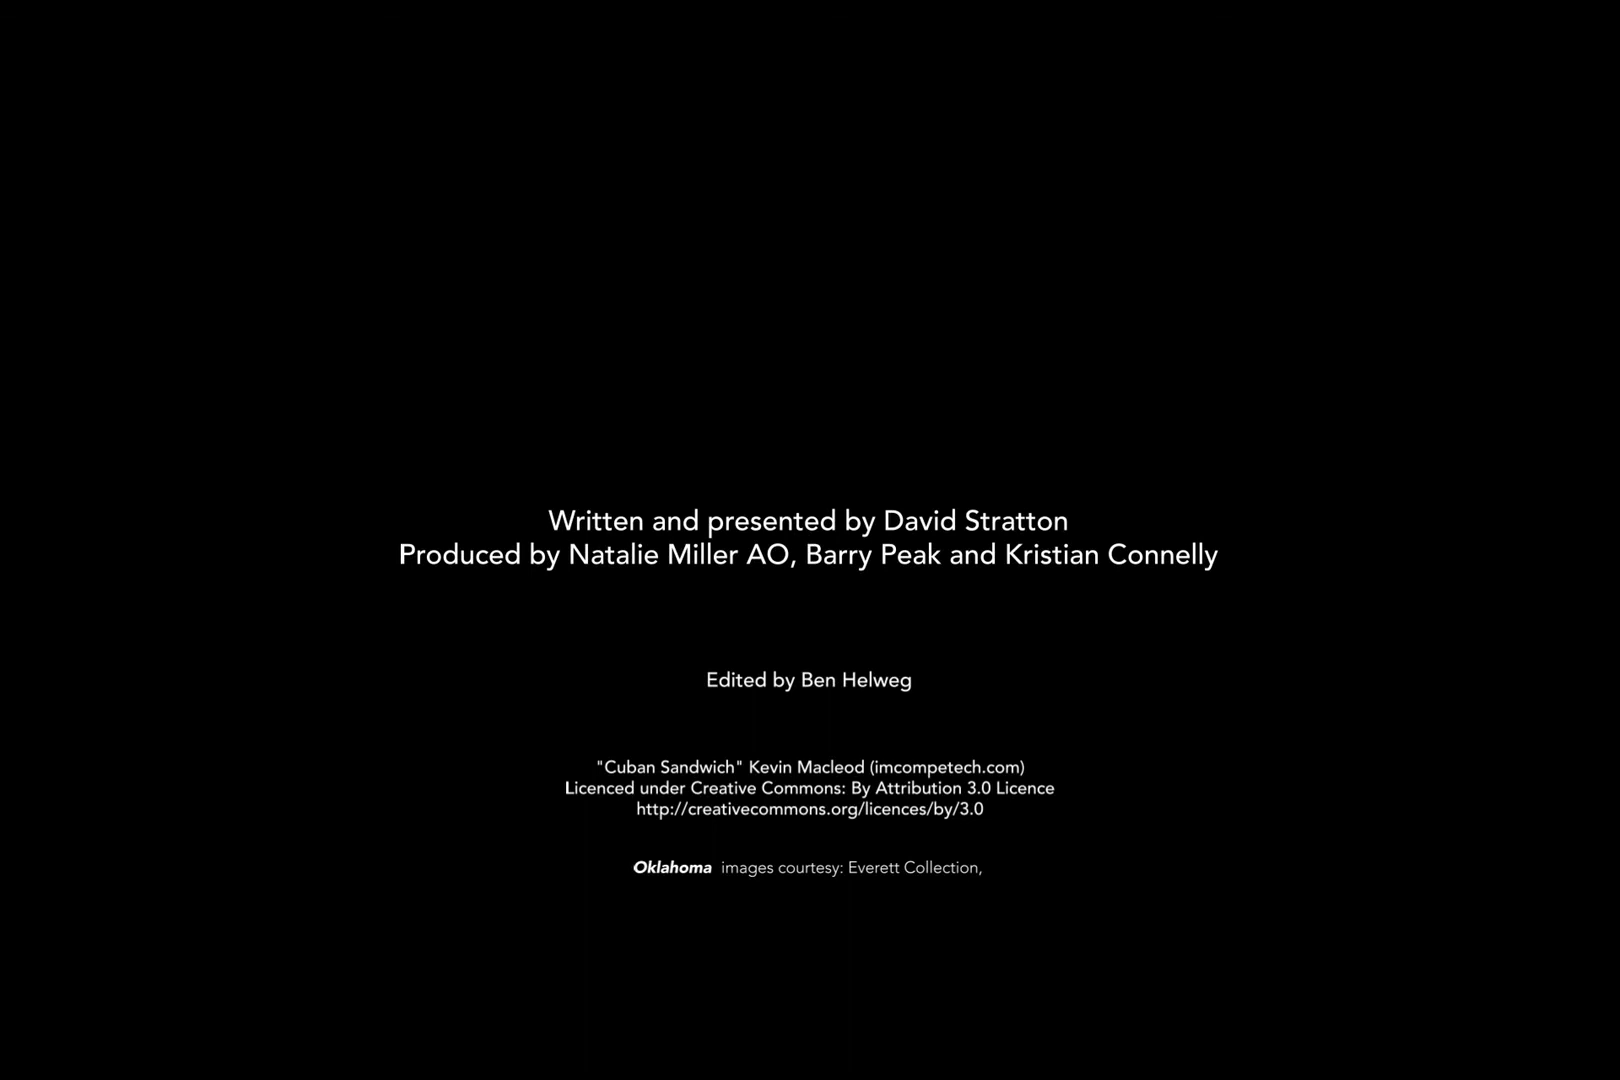 Written and presented by David Stratton
Produced by Natalie Miller AO, Barry Peak and Kristian Connelly
Edited by Ben Helweg
"Cuban Sandwich" Kevin Macleod (imcompetech.com)
Licenced under Creative Commons: By Attribution 3.0 Licence
http://creativecommons.org/licences/by/3.0
Oklahoma images courtesy: Everett Collection,